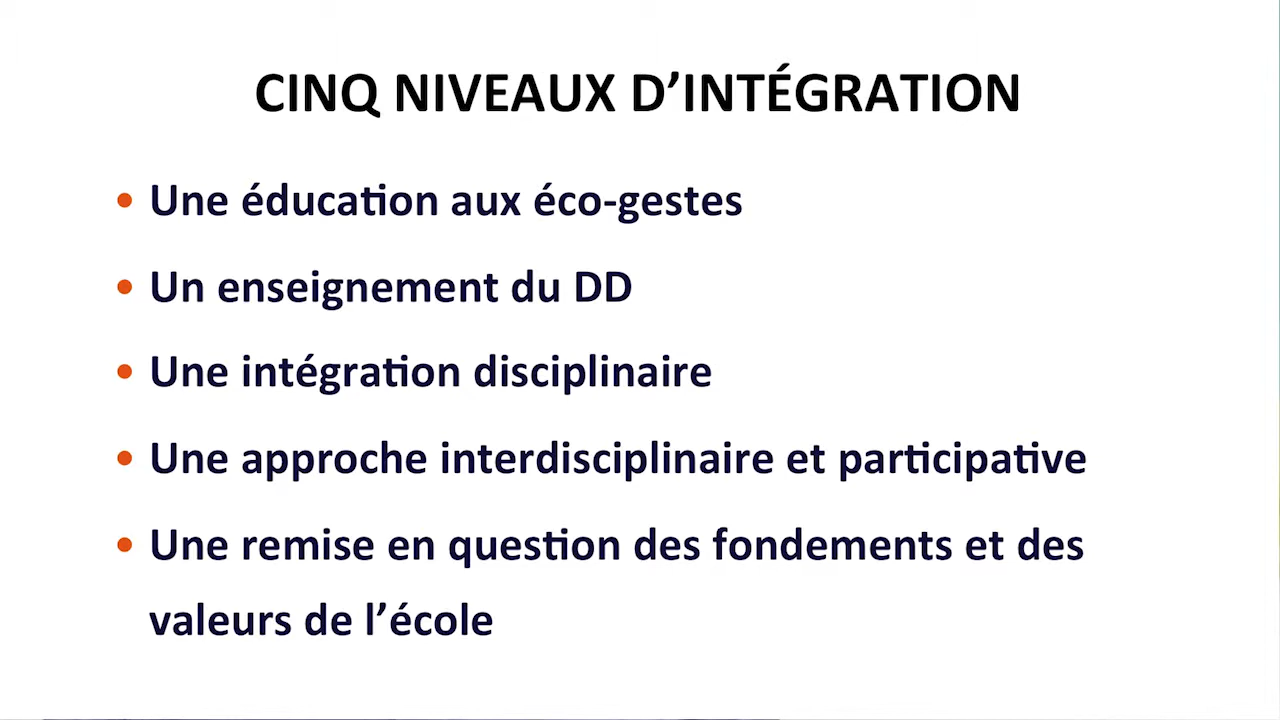 CINQ NIVEAUX D’INTÉGRATION
• Une éducation aux éco-gestes
• Un enseignement du DD
• Une intégration disciplinaire
• Une approche interdisciplinaire et participative
• Une remise en question des fondements et des
valeurs de l’école